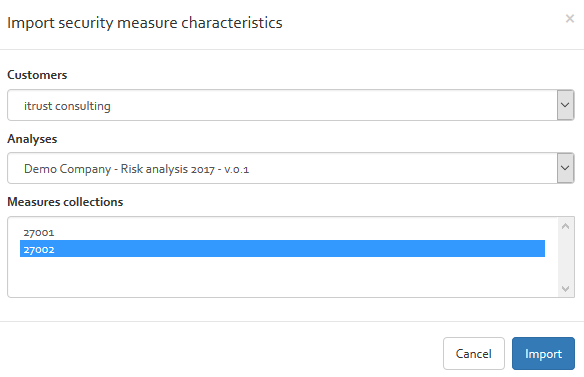 Import security measure characteristics
×
Customers
itrust consulting
Analyses
Demo Company - Risk analysis 2017 - v.0.1
Measures collections
27001
27002
Cancel
Import